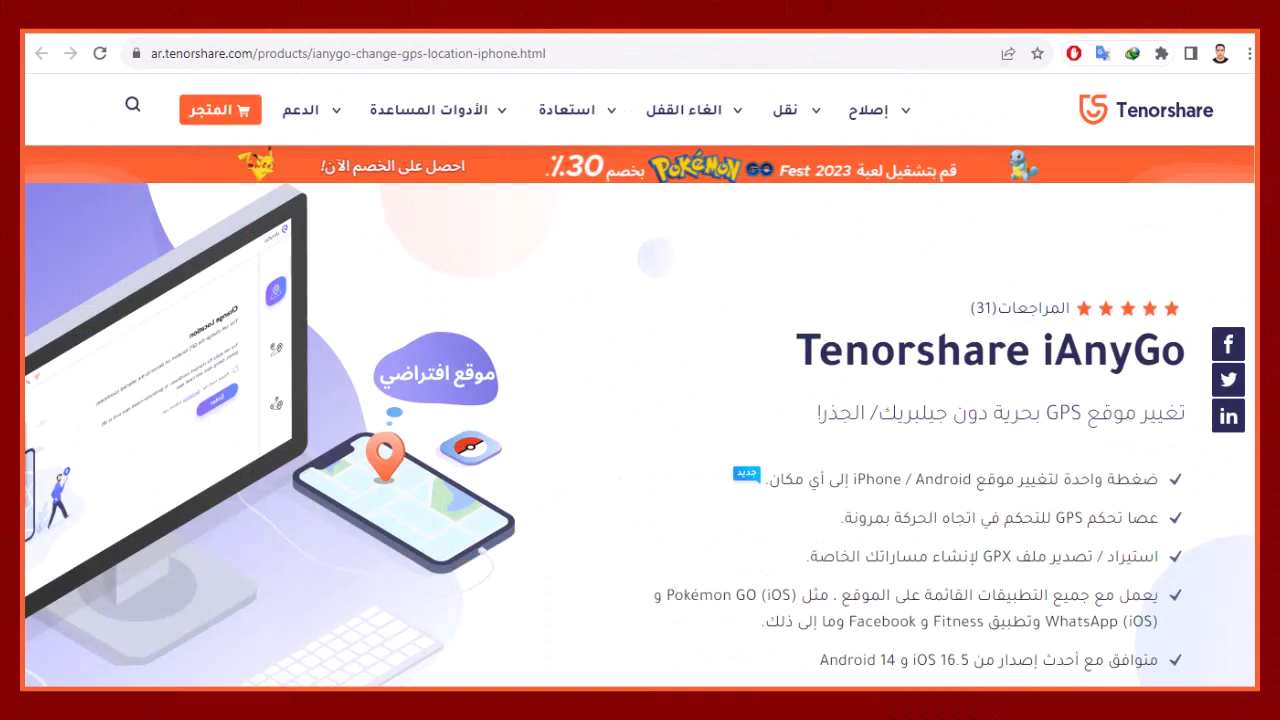 ar.tenorshare.com/products/ianygo-change-gps-location-iphone.html
Tenorshare
إصلاح
نقل
الغاء القفل
استعادة
الأدوات المساعدة
الدعم
المتجر
قم بتشغيل لعبة Pokémon GO Fest 2023 بخصم 30٪.
احصل على الخصم الآن!
المراجعات(31)
Tenorshare iAnyGo
تغيير موقع GPS بحرية دون جيلبريك/ الجذر!
ضغطة واحدة لتغيير موقع iPhone / Android إلى أي مكان. جديد
عصا تحكم GPS للتحكم في اتجاه الحركة بمرونة.
استيراد / تصدير ملف GPX لإنشاء مساراتك الخاصة.
يعمل مع جميع التطبيقات القائمة على الموقع ، مثل Pokémon GO (iOS) و
WhatsApp (iOS) وتطبيق Fitness و Facebook وما إلى ذلك.
متوافق مع أحدث إصدار من iOS 16.5 و Android 14
موقع افتراضي
Change Location
Enter